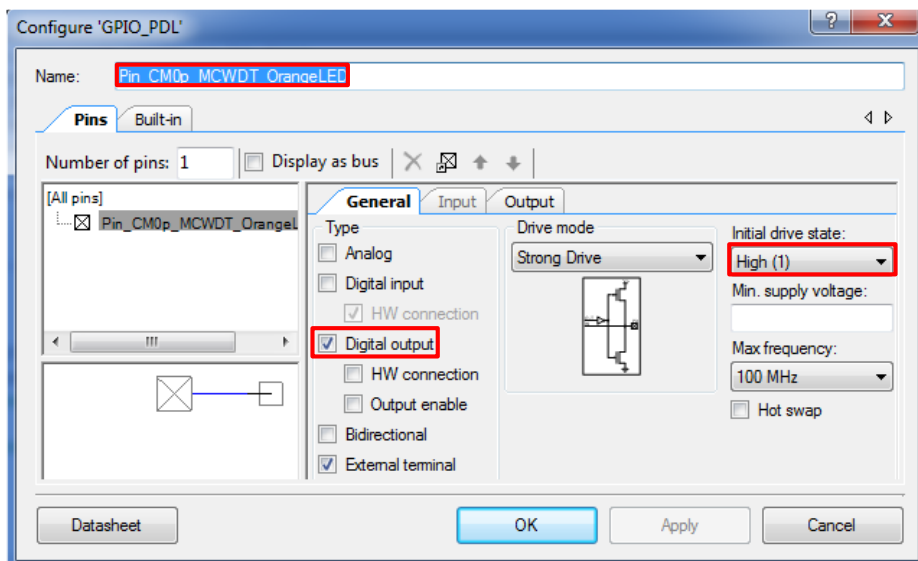 Configure 'GPIO_PDL'
Name: Pin_CM0p_MCWDT_OrangeLED
Pins Built-in
Number of pins: 1 Display as bus
[All pins]
Pin_CM0p_MCWDT_OrangeL
General Input Output
Type
Analog
Digital input
HW connection
Digital output
HW connection
Output enable
Bidirectional
External terminal
Drive mode
Strong Drive
Initial drive state:
High (1)
Min. supply voltage:
Max frequency:
100 MHz
Hot swap
Datasheet OK Apply Cancel